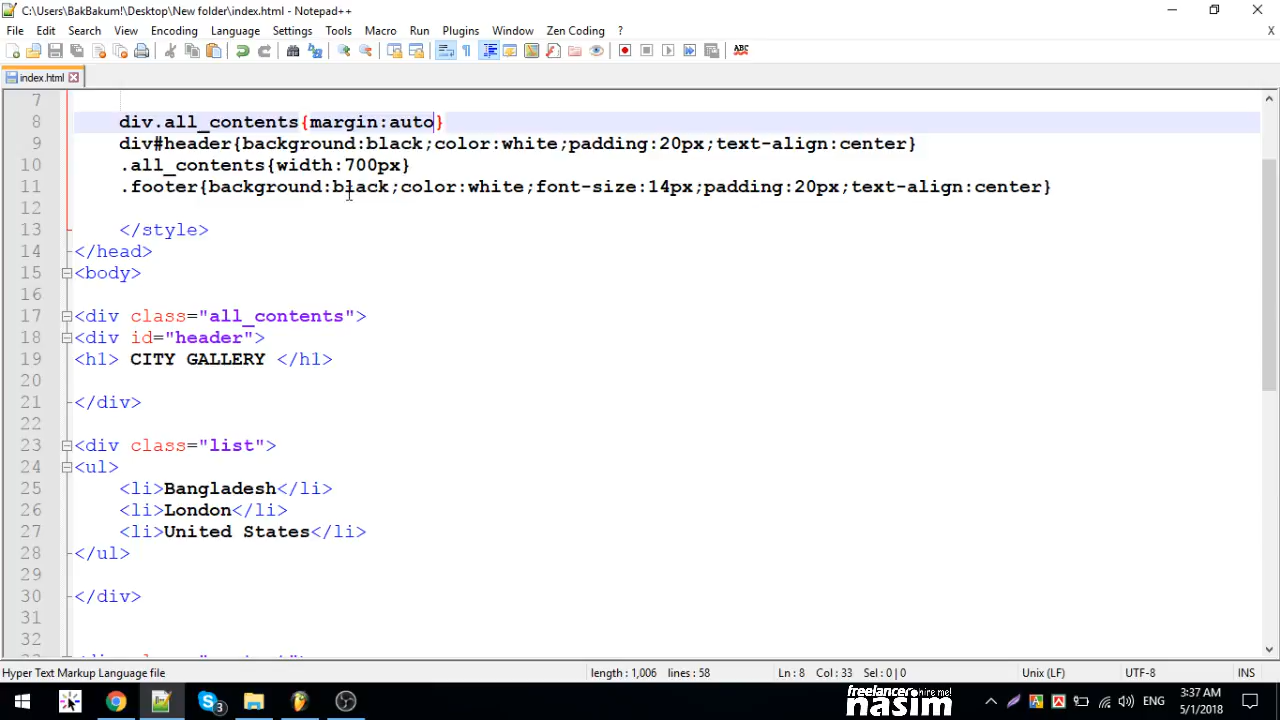 C:\Users\BakBakum!\Desktop\New folder\index.html - Notepad++
File Edit Search View Encoding Language Settings Tools Macro Run Plugins Window Zen Coding ? X
ABC
index.html
7
8 div.all_contents{margin:auto}
9 div#header{background:black;color:white;padding:20px;text-align:center}
10 .all_contents{width:700px}
11 .footer{background:black;color:white;font-size:14px;padding:20px;text-align:center}
12
13 </style>
14 </head>
15 <body>
16
17 <div class="all_contents">
18 <div id="header">
19 <h1> CITY GALLERY </h1>
20
21 </div>
22
23 <div class="list">
24 <ul>
25 <li>Bangladesh</li>
26 <li>London</li>
27 <li>United States</li>
28 </ul>
29
30 </div>
31
32
Hyper Text Markup Language file length : 1,006 lines : 58 Ln : 8 Col : 33 Sel : 0 | 0 Unix (LF) UTF-8 INS
3 freelancer hire me! nasim ENG 3:37 AM
5/1/2018